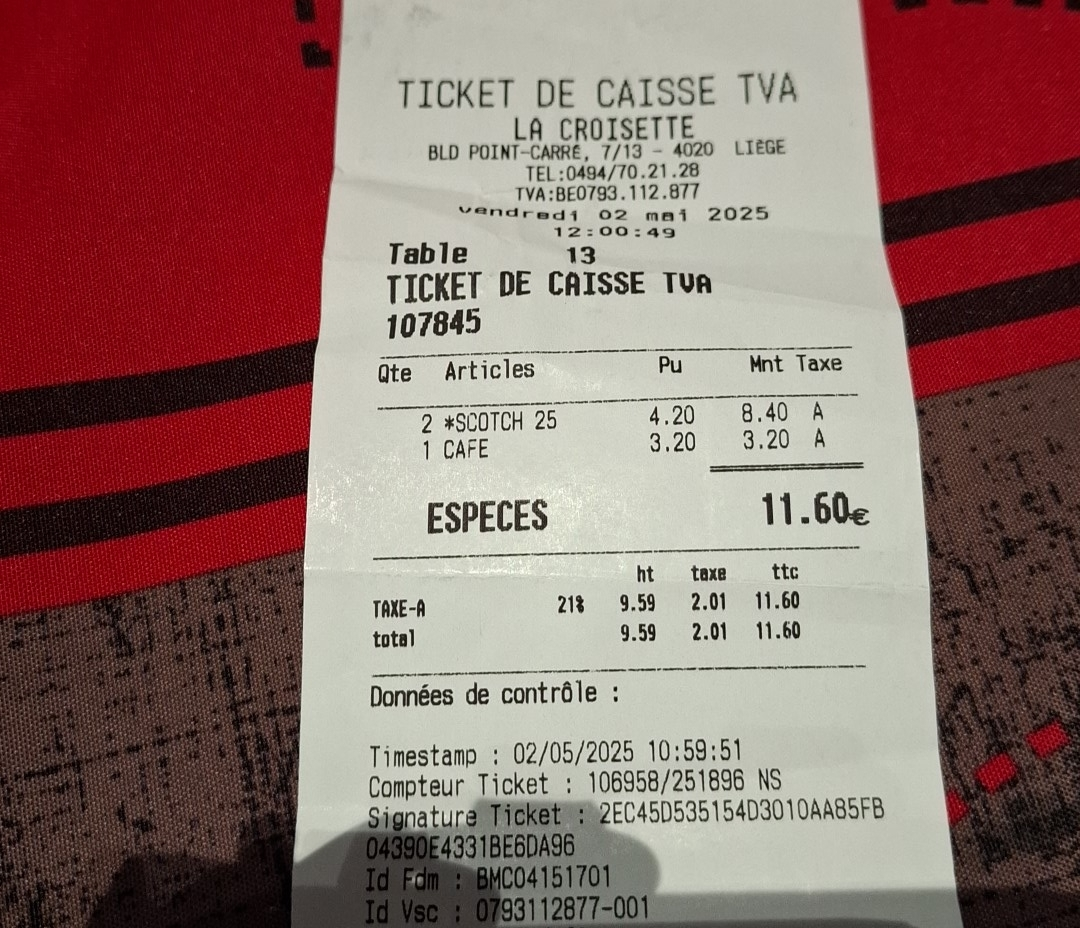 TICKET DE CAISSE TVA
LA CROISETTE
BLD POINT-CARRÉ, 7/13 - 4020 LIÈGE
TEL:0494/70.21.28
TVA:BE0793.112.877
vendredi 02 mai 2025
12:00:49
Table 13
TICKET DE CAISSE TVA
107845
Qte Articles Pu Mnt Taxe
2 *SCOTCH 25 4.20 8.40 A
1 CAFE 3.20 3.20 A
ESPECES 11.60€
ht taxe ttc
TAXE-A 21% 9.59 2.01 11.60
total 9.59 2.01 11.60
Données de contrôle :
Timestamp : 02/05/2025 10:59:51
Compteur Ticket : 106958/251896 NS
Signature Ticket : 2EC45D535154D3010AA85FB
04390E4331BE6DA96
Id Fdm : BMC04151701
Id Vsc : 0793112877-001